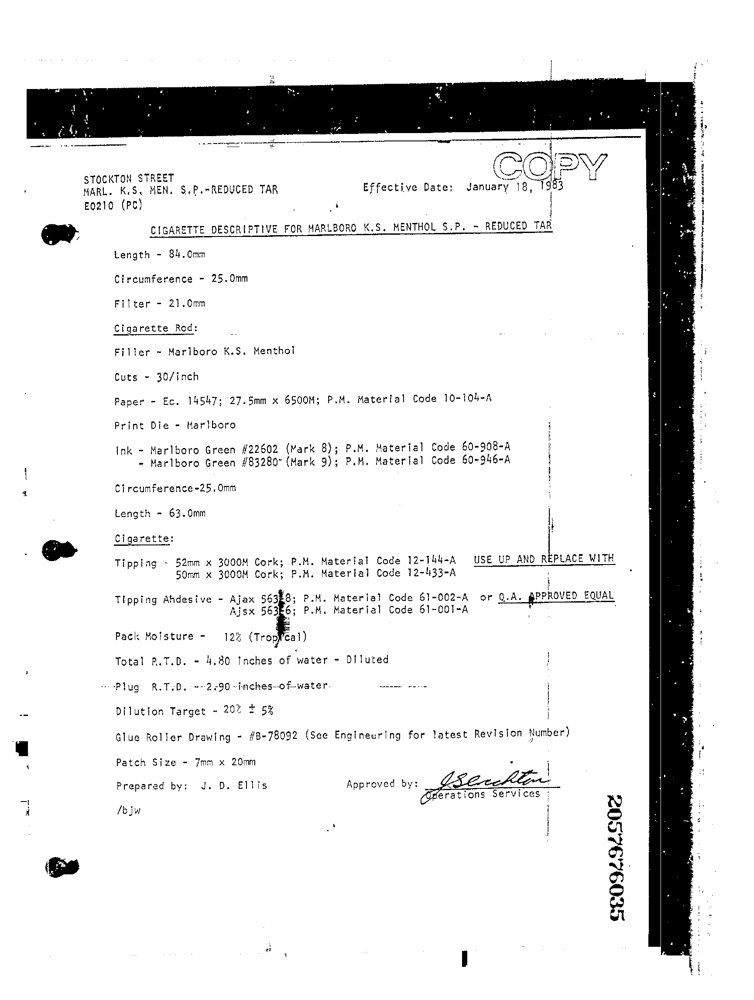 COPY
STOCKTON STREET
MARL. K.S. MEN. S.P.-REDUCED TAR Effective Date: January 18, 1983
E0210 (PC)
CIGARETTE DESCRIPTIVE FOR MARLBORO K.S. MENTHOL S.P. - REDUCED TAR
Length - 84.0mm
Circumference - 25.0mm
Filter - 21.0mm
Cigarette Rod:
Filler - Marlboro K.S. Menthol
Cuts - 30/inch
Paper - Ec. 14547; 27.5mm x 6500M; P.M. Material Code 10-104-A
Print Die - Marlboro
Ink - Marlboro Green #22602 (Mark 8); P.M. Material Code 60-908-A
- Marlboro Green #83280 (Mark 9); P.M. Material Code 60-946-A
Circumference-25.0mm
Length - 63.0mm
Cigarette:
Tipping - 52mm x 3000M Cork; P.M. Material Code 12-144-A USE UP AND REPLACE WITH
50mm x 3000M Cork; P.M. Material Code 12-433-A
Tipping Ahdesive - Ajax ; P.M. Material Code 61-002-A or Q.A. APPROVED EQUAL
Ajsx ; P.M. Material Code 61-001-A
Pack Moisture - 12% (Tropical)
Total R.T.D. - 4.80 inches of water - Diluted
Plug R.T.D. - 2.90 inches of water
Dilution Target - 20% ± 5%
Glue Roller Drawing - #B-78092 (See Engineering for latest Revision Number)
Patch Size - 7mm x 20mm
Prepared by: J. D. Ellis Approved by:
Operations Services
/bjw
2057676035